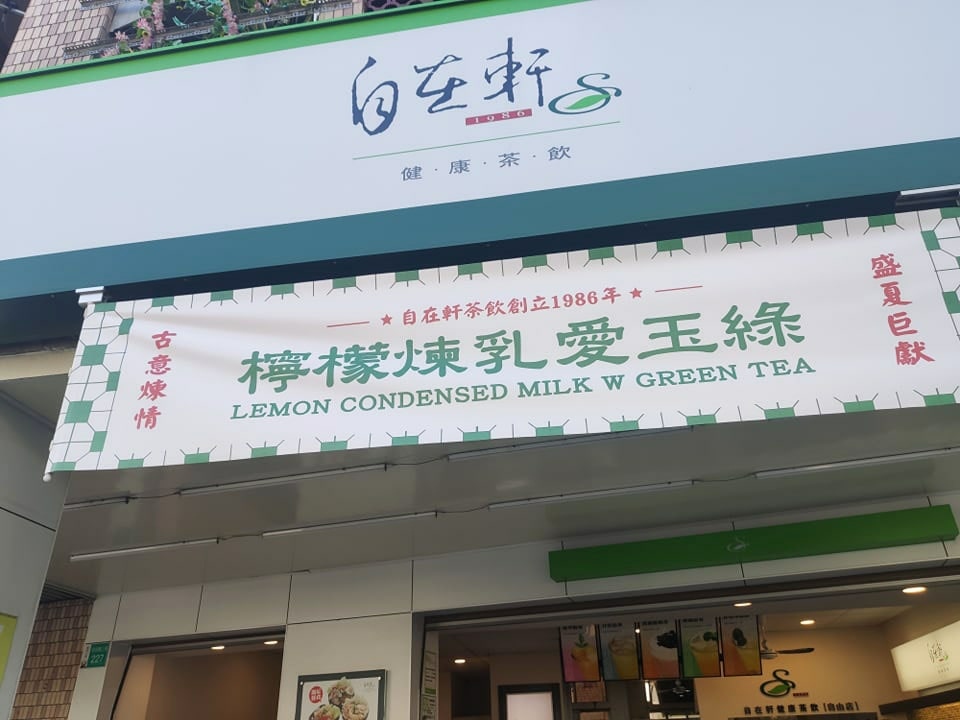 自在軒
1986
健·康·茶·飲
★自在軒茶飲創立1986年★
古意煉情
檸檬煉乳愛玉綠
LEMON CONDENSED MILK W GREEN TEA
盛夏巨獻
227
自在軒健康茶飲